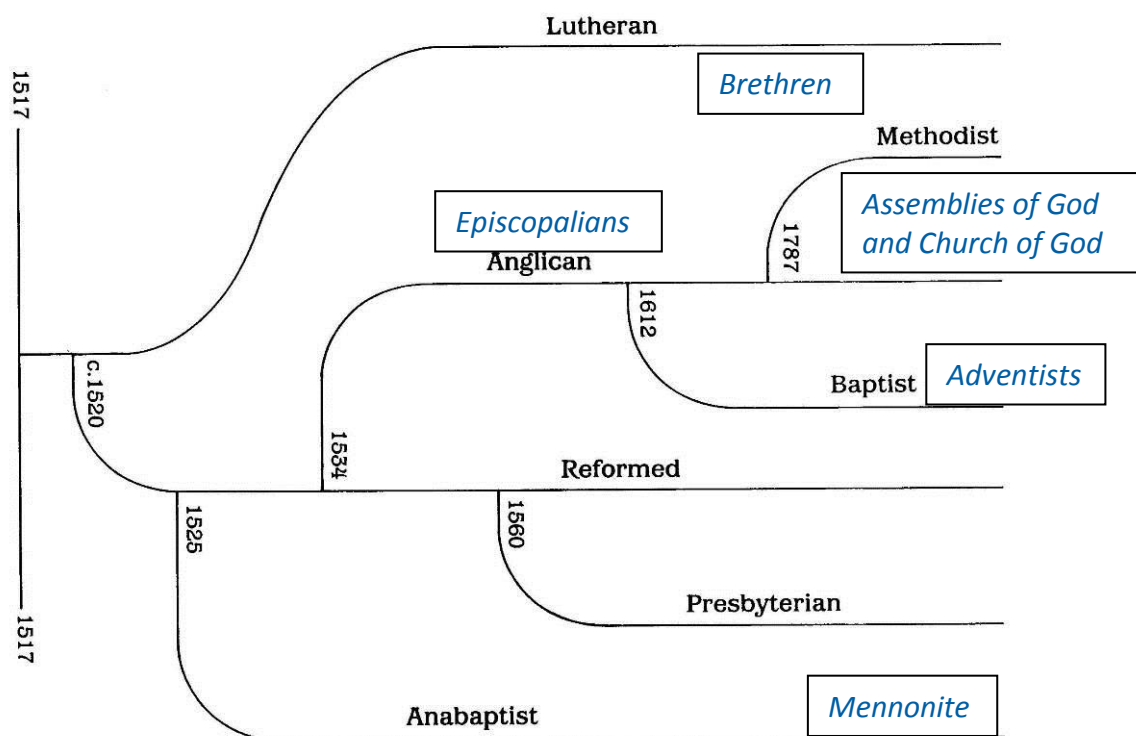 Lutheran
1517
Brethren
Methodist
Episcopalians
Assemblies of God
and Church of God
1787
Anglican
1612
c.1520
Baptist
Adventists
1534
Reformed
1525
1560
Presbyterian
1517
Anabaptist
Mennonite